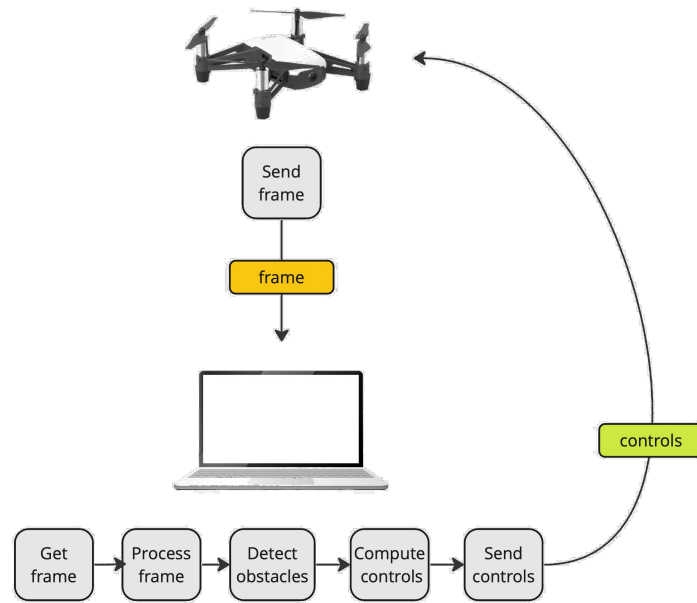 Send
frame
frame
controls
Get
frame
Process
frame
Detect
obstacles
Compute
controls
Send
controls